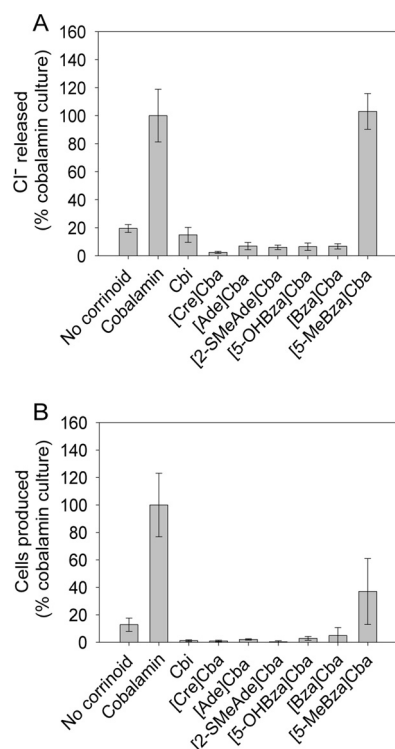 A
Cl⁻ released
(% cobalamin culture)
160
140
120
100
80
60
40
20
0
No corrinoid
Cobalamin
Cbi
[Cre]Cba
[Ade]Cba
[2-SMeAde]Cba
[5-OHBza]Cba
[Bza]Cba
[5-MeBza]Cba
B
Cells produced
(% cobalamin culture)
160
140
120
100
80
60
40
20
0
No corrinoid
Cobalamin
Cbi
[Cre]Cba
[Ade]Cba
[2-SMeAde]Cba
[5-OHBza]Cba
[Bza]Cba
[5-MeBza]Cba